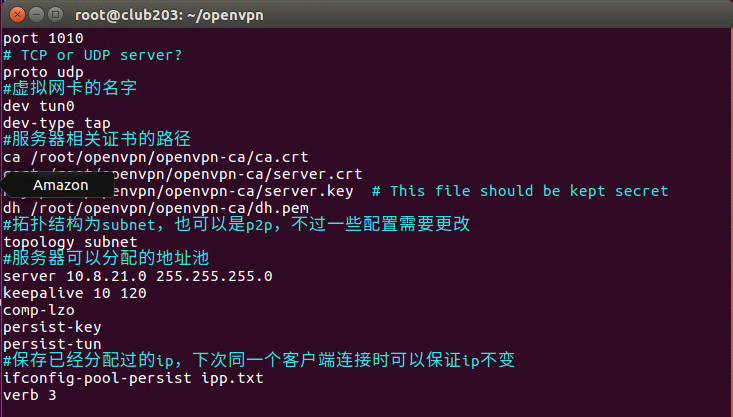 root@club203: ~/openvpn
port 1010
# TCP or UDP server?
proto udp
#虚拟网卡的名字
dev tun0
dev-type tap
#服务器相关证书的路径
ca /root/openvpn/openvpn-ca/ca.crt
/openvpn-ca/server.crt
Amazon
/openvpn/openvpn-ca/server.key # This file should be kept secret
dh /root/openvpn/openvpn-ca/dh.pem
#拓扑结构为subnet，也可以是p2p，不过一些配置需要更改
topology subnet
#服务器可以分配的地址池
server 10.8.21.0 255.255.255.0
keepalive 10 120
comp-lzo
persist-key
persist-tun
#保存已经分配过的ip，下次同一个客户端连接时可以保证ip不变
ifconfig-pool-persist ipp.txt
verb 3